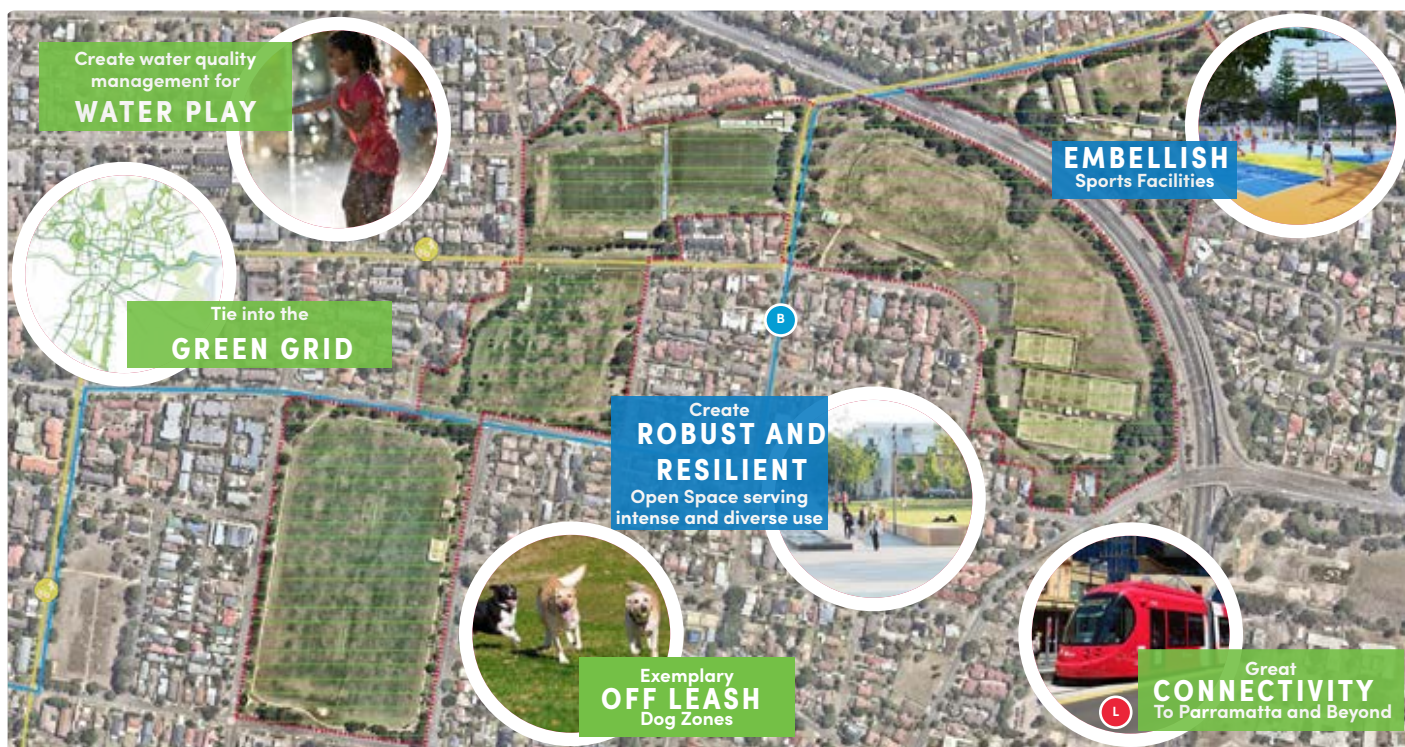 Create water quality
management for
WATER PLAY
EMBELLISH
Sports Facilities
Tie into the
GREEN GRID
B
Create
ROBUST AND
RESILIENT
Open Space serving
intense and diverse use
Exemplary
OFF LEASH
Dog Zones
Great
CONNECTIVITY
To Parramatta and Beyond
L